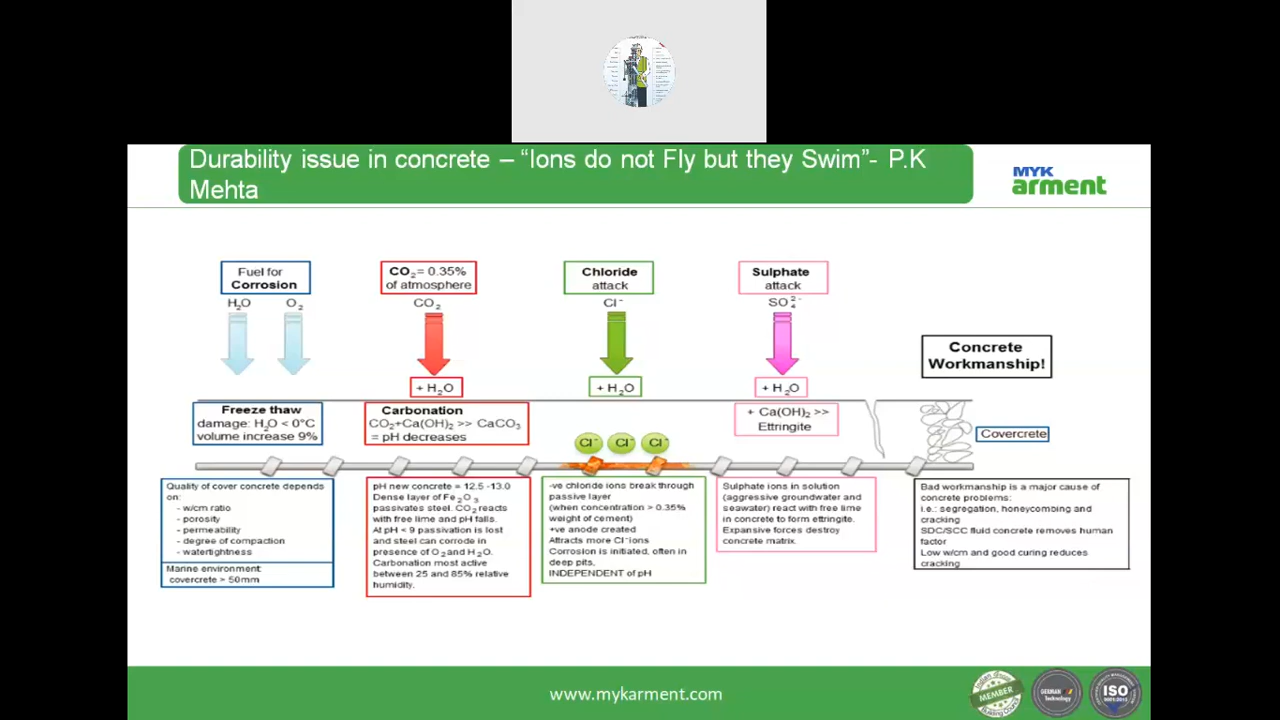 Durability issue in concrete – “Ions do not Fly but they Swim”- P.K
Mehta
MYK
arment
Fuel for
Corrosion
H₂O
O₂
CO₂= 0.35%
of atmosphere
CO₂
Chloride
attack
Cl⁻
Sulphate
attack
SO₄²⁻
Concrete
Workmanship!
+ H₂O
+ H₂O
+ H₂O
Freeze thaw
damage: H₂O < 0°C
volume increase 9%
Carbonation
CO₂+Ca(OH)₂ >> CaCO₃
= pH decreases
Cl⁻
Cl⁻
Cl⁻
+ Ca(OH)₂ >>
Ettringite
Covercrete
Quality of cover concrete depends
on:
- w/cm ratio
- porosity
- permeability
- degree of compaction
- watertightness
Marine environment:
covercrete > 50mm
pH new concrete = 12.5 -13.0
Dense layer of Fe₂O₃
passivates steel. CO₂ reacts
with free lime and pH falls.
At pH < 9 passivation is lost
and steel can corrode in
presence of O₂ and H₂O.
Carbonation most active
between 25 and 85% relative
humidity.
-ve chloride ions break through
passive layer
(when concentration > 0.35%
weight of cement)
+ve anode created
Attracts more Cl⁻ions
Corrosion is initiated, often in
deep pits,
INDEPENDENT of pH
Sulphate ions in solution
(aggressive groundwater and
seawater) react with free lime
in concrete to form ettringite.
Expansive forces destroy
concrete matrix.
Bad workmanship is a major cause of
concrete problems:
i.e.: segregation, honeycombing and
cracking
SDC/SCC fluid concrete removes human
factor
Low w/cm and good curing reduces
cracking
www.mykarment.com
MEMBER
GERMAN
Technology
ISO